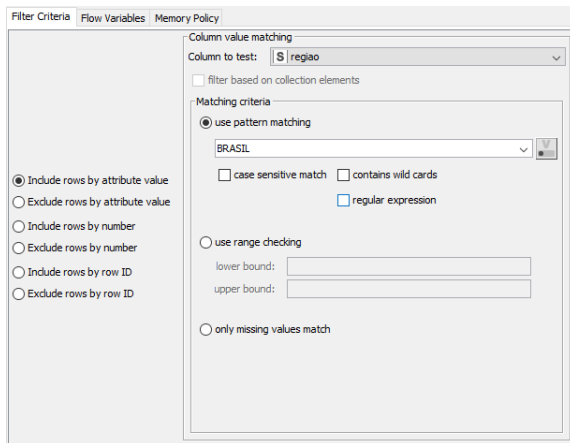 Filter Criteria Flow Variables Memory Policy
Column value matching
Column to test: S regiao
filter based on collection elements
Matching criteria
use pattern matching
BRASIL
case sensitive match contains wild cards
regular expression
Include rows by attribute value
Exclude rows by attribute value
Include rows by number
Exclude rows by number
Include rows by row ID
Exclude rows by row ID
use range checking
lower bound:
upper bound:
only missing values match